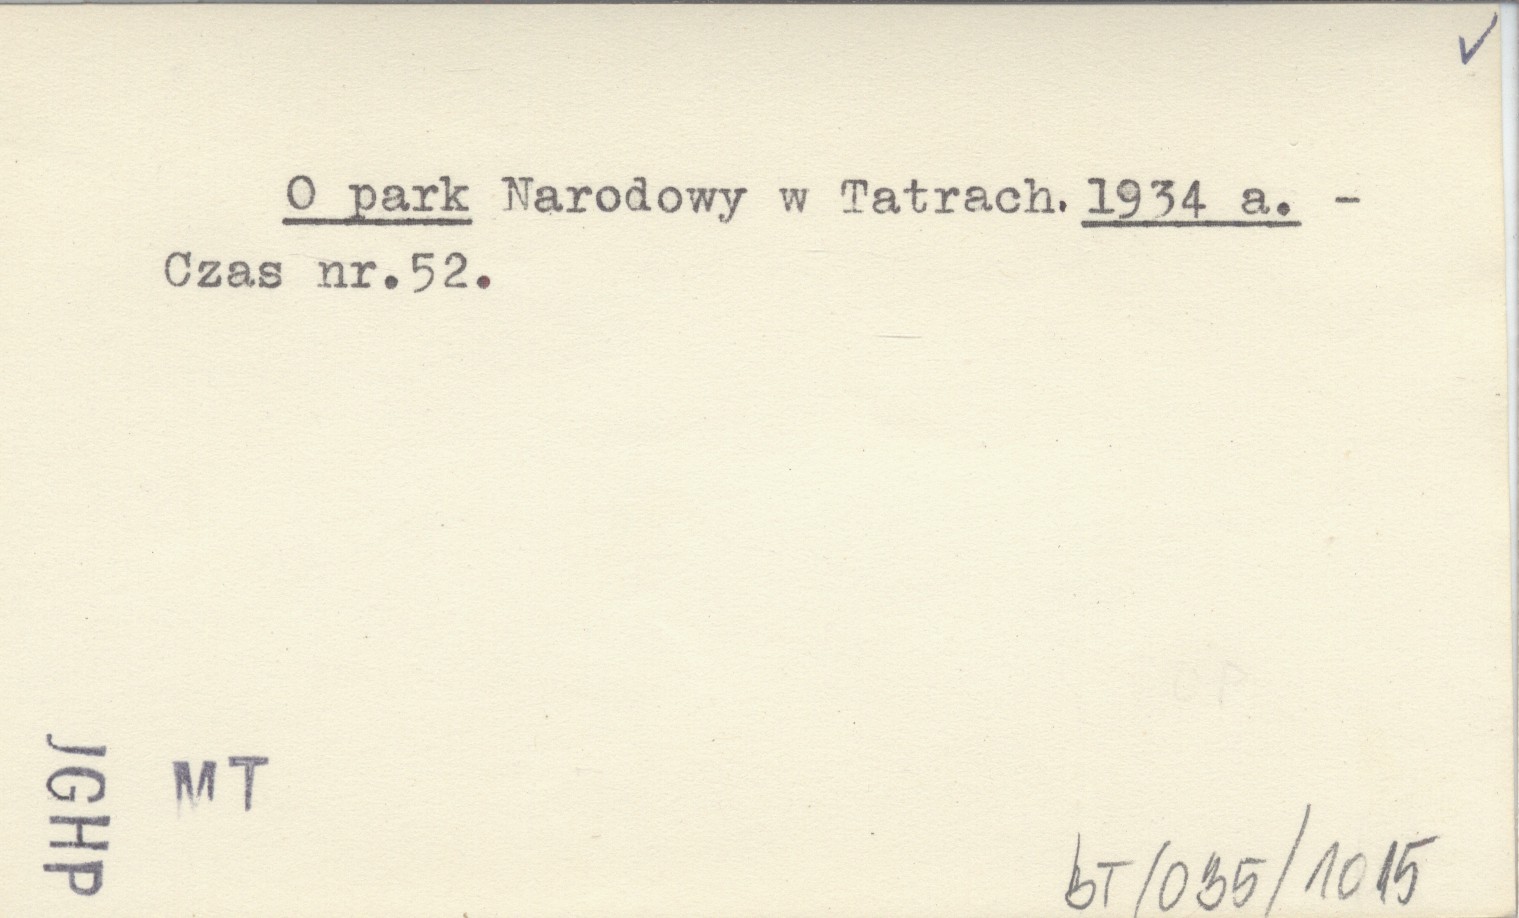 O park Narodowy w Tatrach. 1934 a. -
Czas nr.52.
JGHP
MT
bT/035/1015